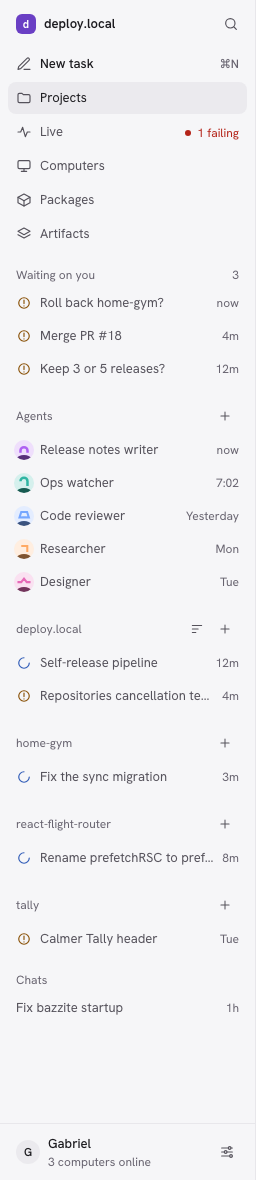 d deploy.local
New task ⌘N
Projects
Live 1 failing
Computers
Packages
Artifacts
Waiting on you 3
Roll back home-gym? now
Merge PR #18 4m
Keep 3 or 5 releases? 12m
Agents
Release notes writer now
Ops watcher 7:02
Code reviewer Yesterday
Researcher Mon
Designer Tue
deploy.local
Self-release pipeline 12m
Repositories cancellation te... 4m
home-gym
Fix the sync migration 3m
react-flight-router
Rename prefetchRSC to pref... 8m
tally
Calmer Tally header Tue
Chats
Fix bazzite startup 1h
G Gabriel
3 computers online